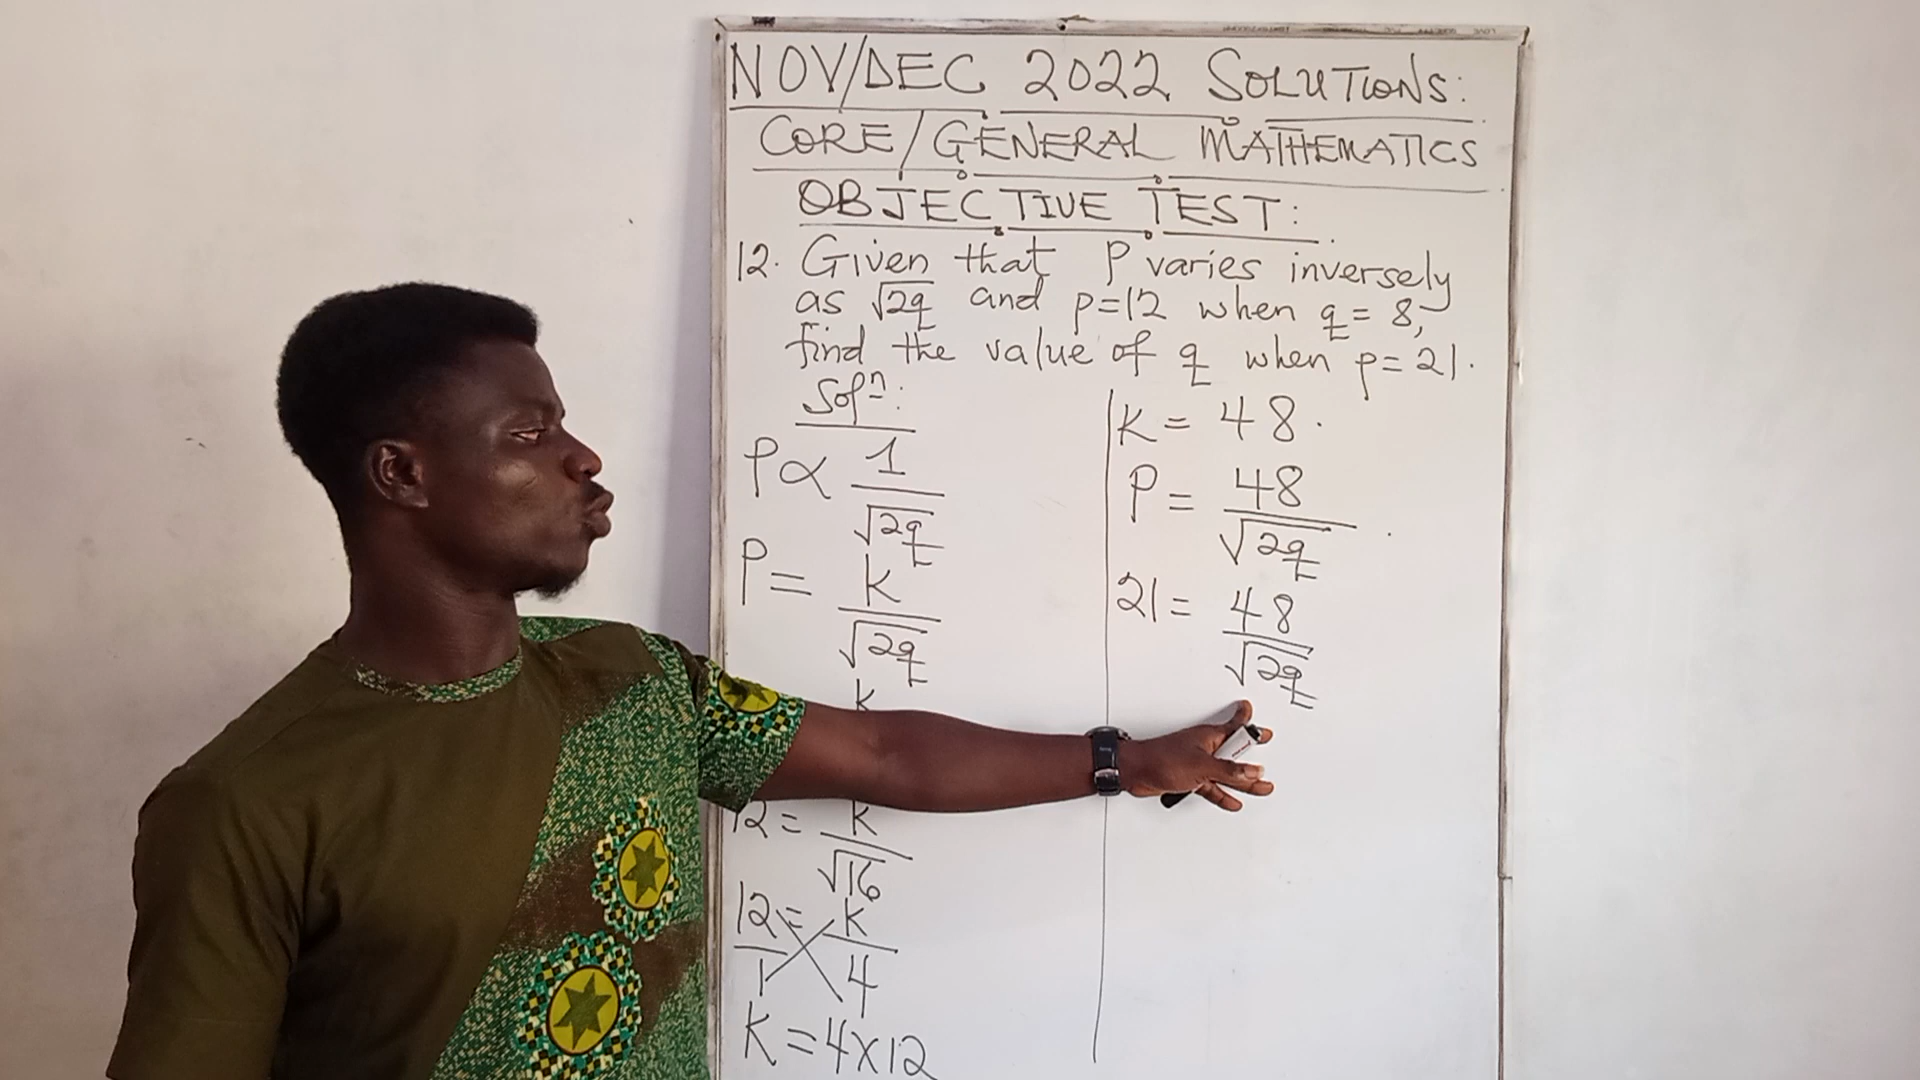 NOV/DEC 2022 SOLUTIONS:
CORE/GENERAL MATHEMATICS
OBJECTIVE TEST:
12. Given that P varies inversely
as √2q and p=12 when q = 8,
find the value of q when p=21.
Solⁿ:
P ∝ 1
√2q
P = K
√2q
K
12 = K
√16
12 = K
1 4
K = 4×12
K = 48.
P = 48
√2q
21 = 48
√2q